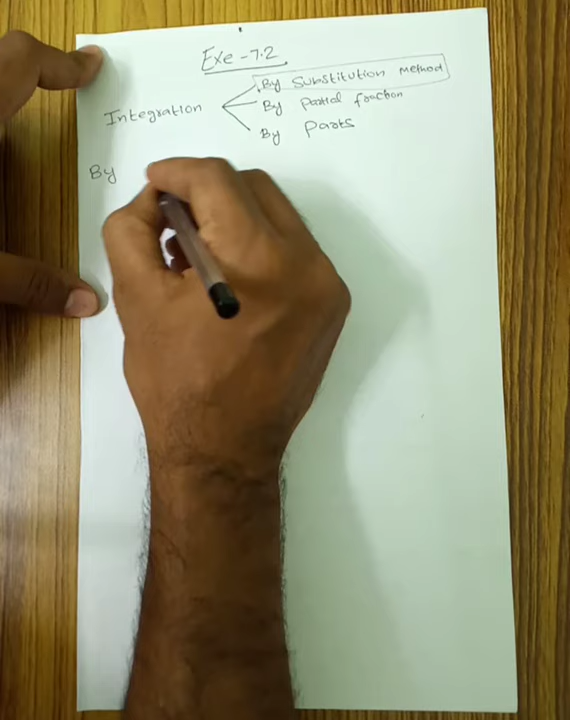 Exe - 7.2
Integration
By Substitution Method
By Partial fraction
By Parts
By